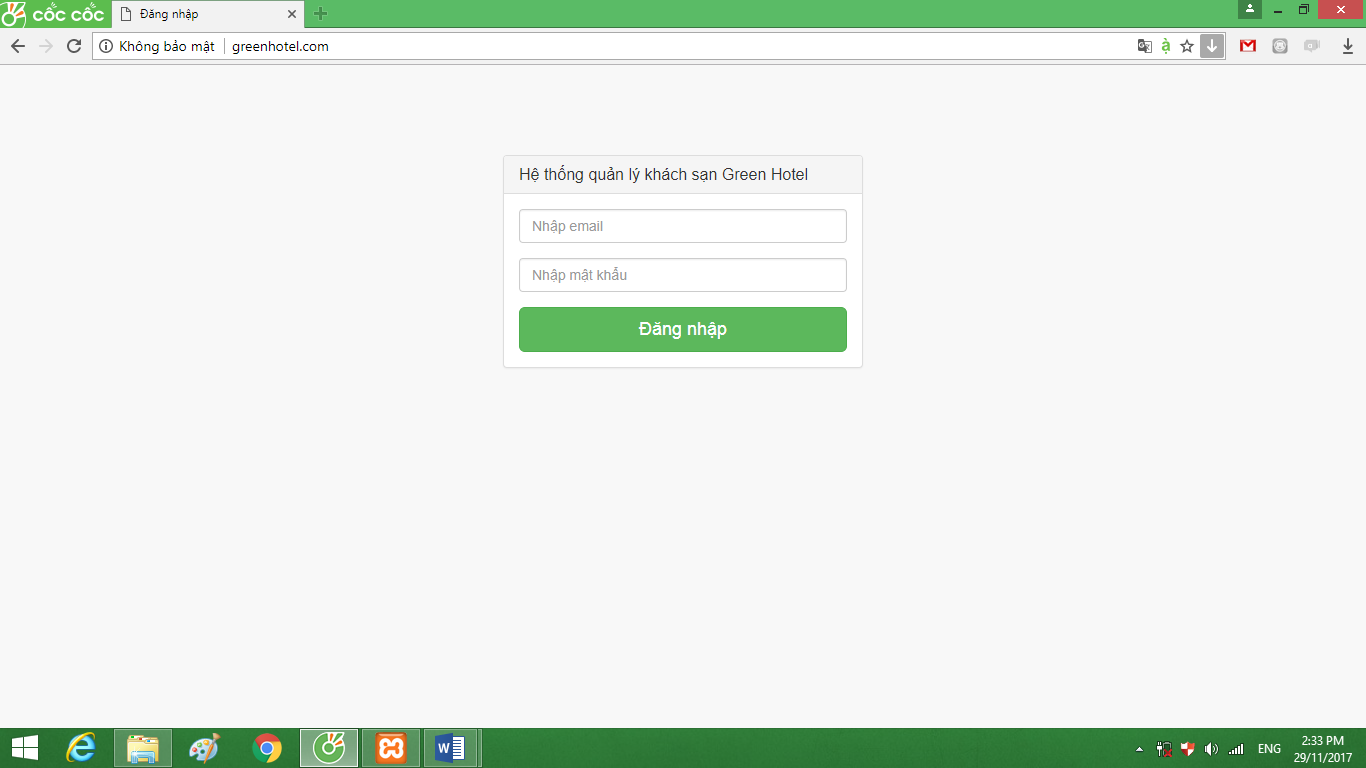 cốc cốc
Đăng nhập
Không bảo mật
greenhotel.com
Hệ thống quản lý khách sạn Green Hotel
Nhập email
Nhập mật khẩu
Đăng nhập
ENG
2:33 PM
29/11/2017